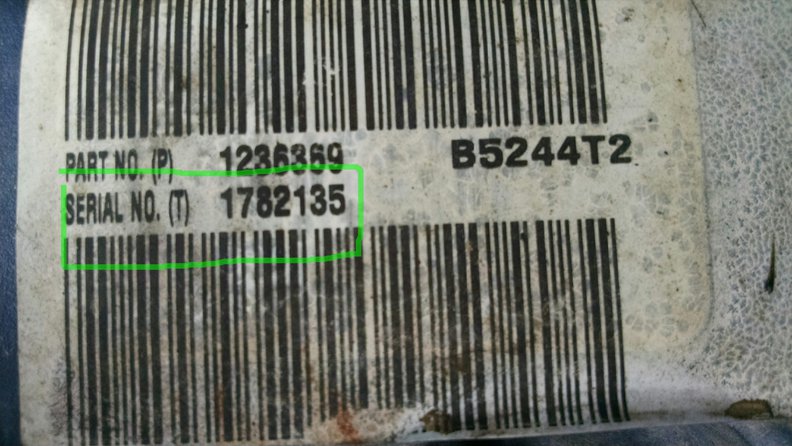 PART NO. (P) 1236369 B5244T2
SERIAL NO. (T) 1782135